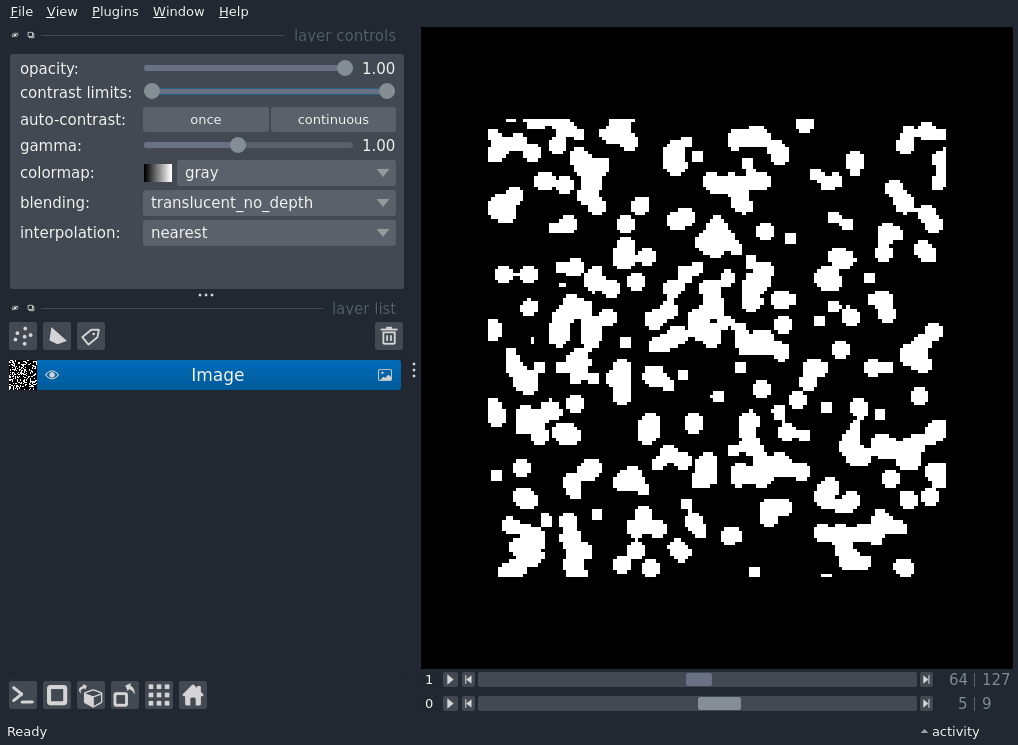 File View Plugins Window Help
layer controls
opacity: 1.00
contrast limits:
auto-contrast: once continuous
gamma: 1.00
colormap: gray
blending: translucent_no_depth
interpolation: nearest
layer list
Image
1 64 | 127
0 5 | 9
Ready activity